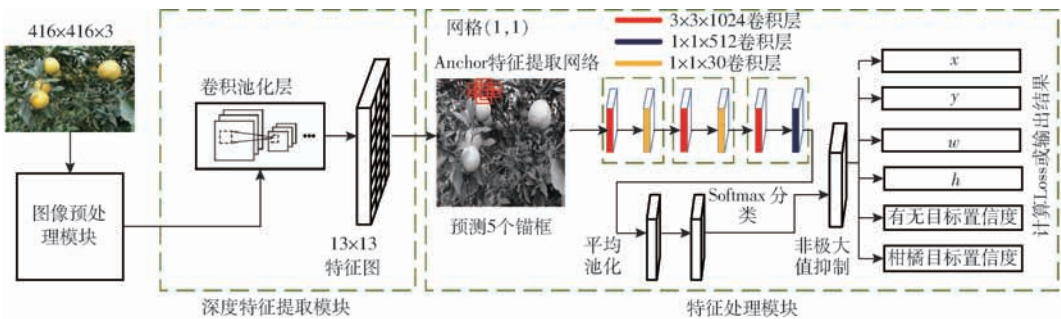 416×416×3
图像预处理模块
卷积池化层
13×13
特征图
深度特征提取模块
网格(1,1)
Anchor特征提取网络
3×3×1024卷积层
1×1×512卷积层
1×1×30卷积层
预测5个锚框
平均池化
Softmax 分类
非极大值抑制
x
y
w
h
有无目标置信度
柑橘目标置信度
计算Loss或输出结果
特征处理模块